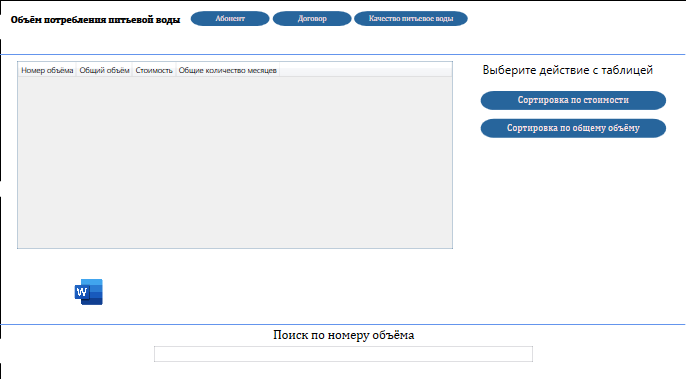 Объём потребления питьевой воды
Абонент
Договор
Качество питьевое воды
Номер объёма Общий объём Стоимость Общие количество месяцев
Выберите действие с таблицей
Сортировка по стоимости
Сортировка по общему объёму
W
Поиск по номеру объёма